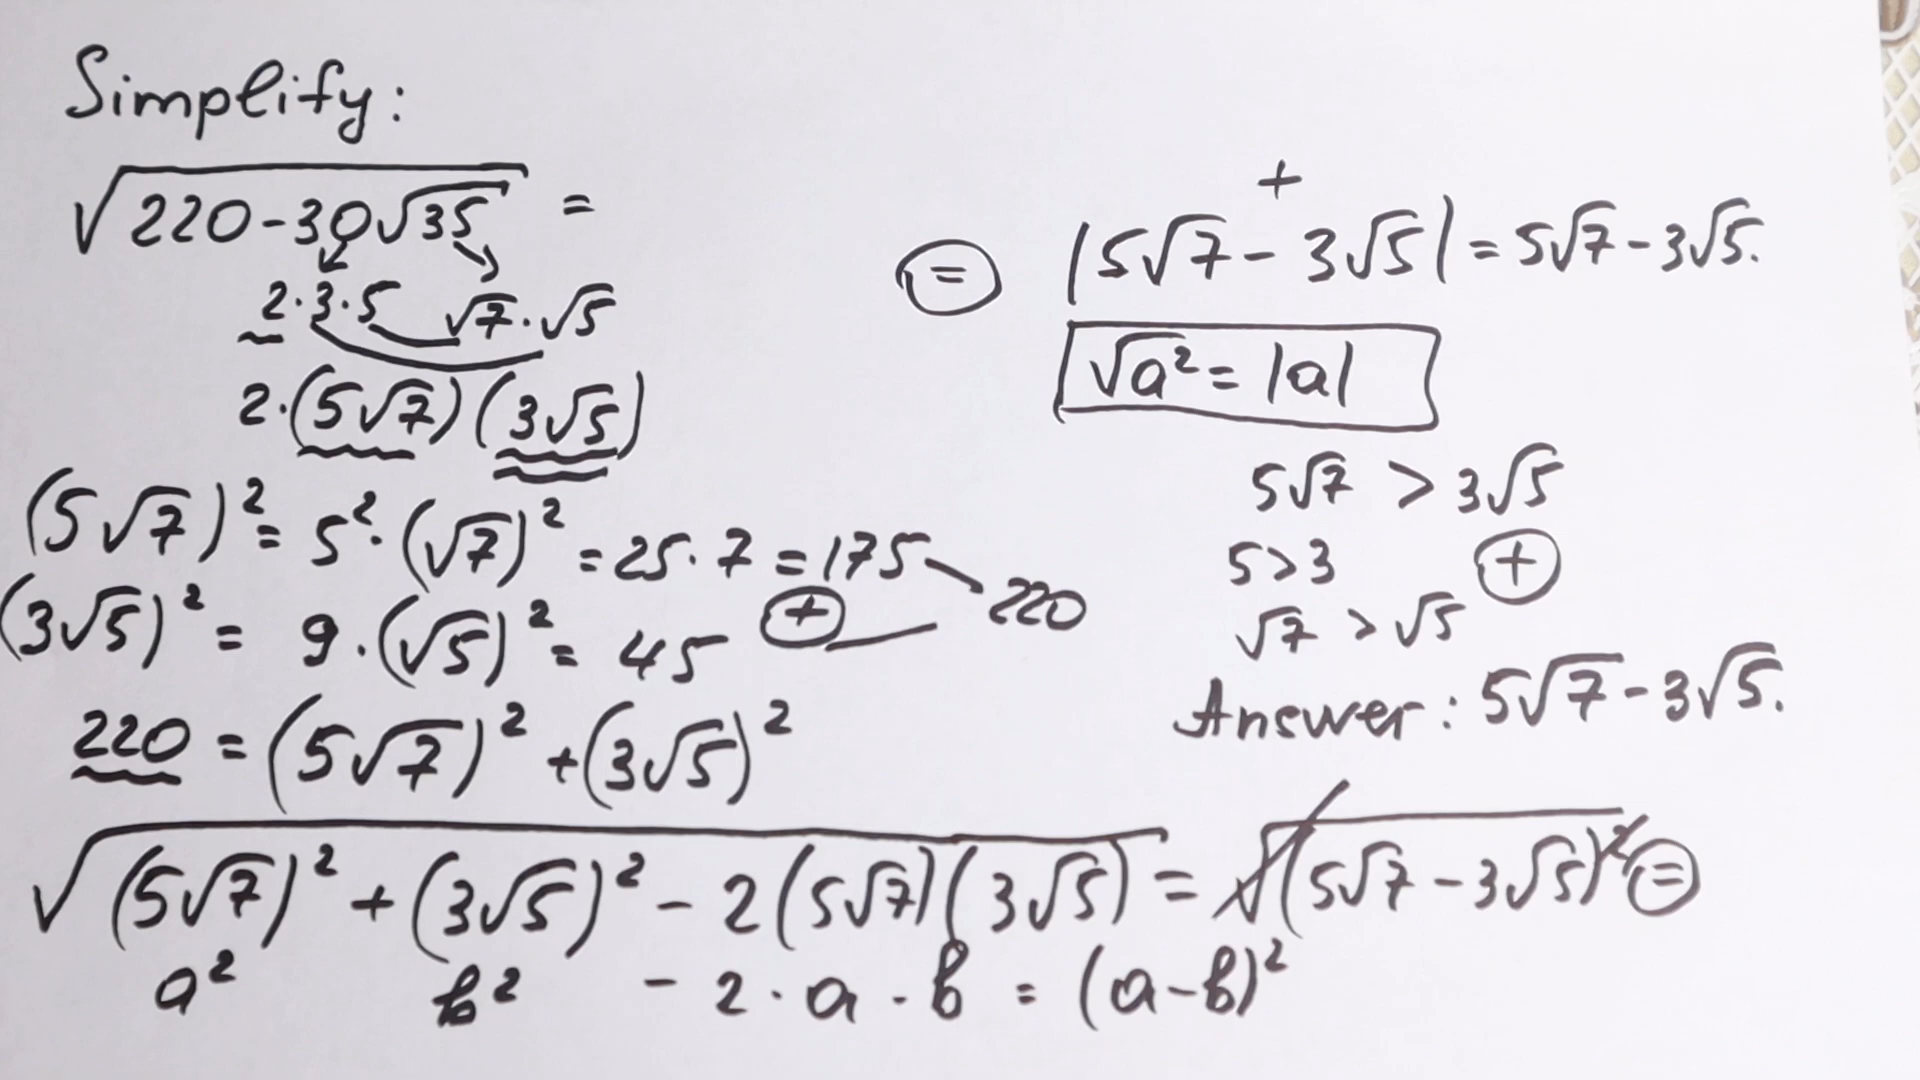 Simplify:
√(220-30√35) =
2·3·5 √7·√5
2·(5√7)(3√5)
(5√7)² = 5²·(√7)² = 25·7 = 175
(3√5)² = 9·(√5)² = 45 + 220
220 = (5√7)² + (3√5)²
√((5√7)² + (3√5)² - 2(5√7)(3√5)) = √(5√7-3√5)² =
a² b² - 2·a·b = (a-b)²
+
= |5√7-3√5| = 5√7-3√5.
√a² = |a|
5√7 > 3√5
5>3 +
√7 > √5
Answer: 5√7-3√5.